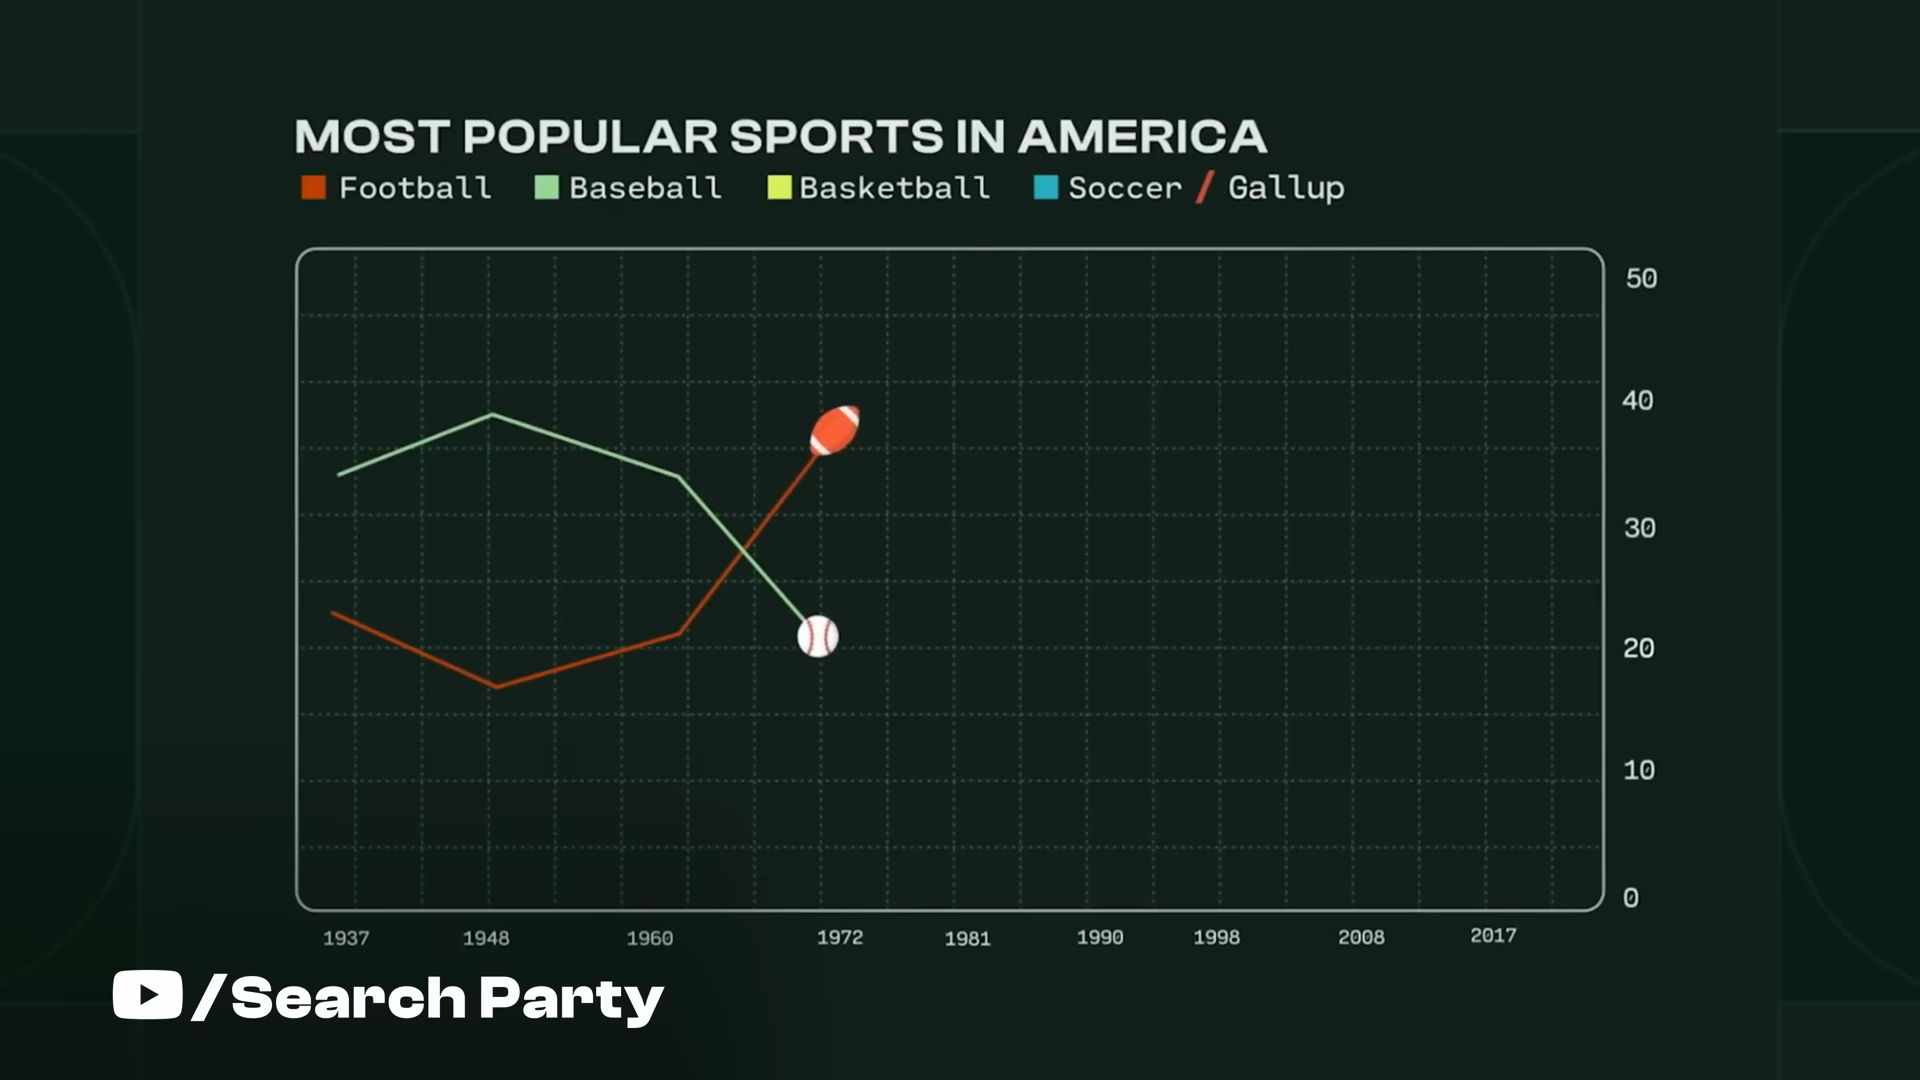 MOST POPULAR SPORTS IN AMERICA
Football Baseball Basketball Soccer / Gallup
50
40
30
20
10
0
1937 1948 1960 1972 1981 1990 1998 2008 2017
/Search Party